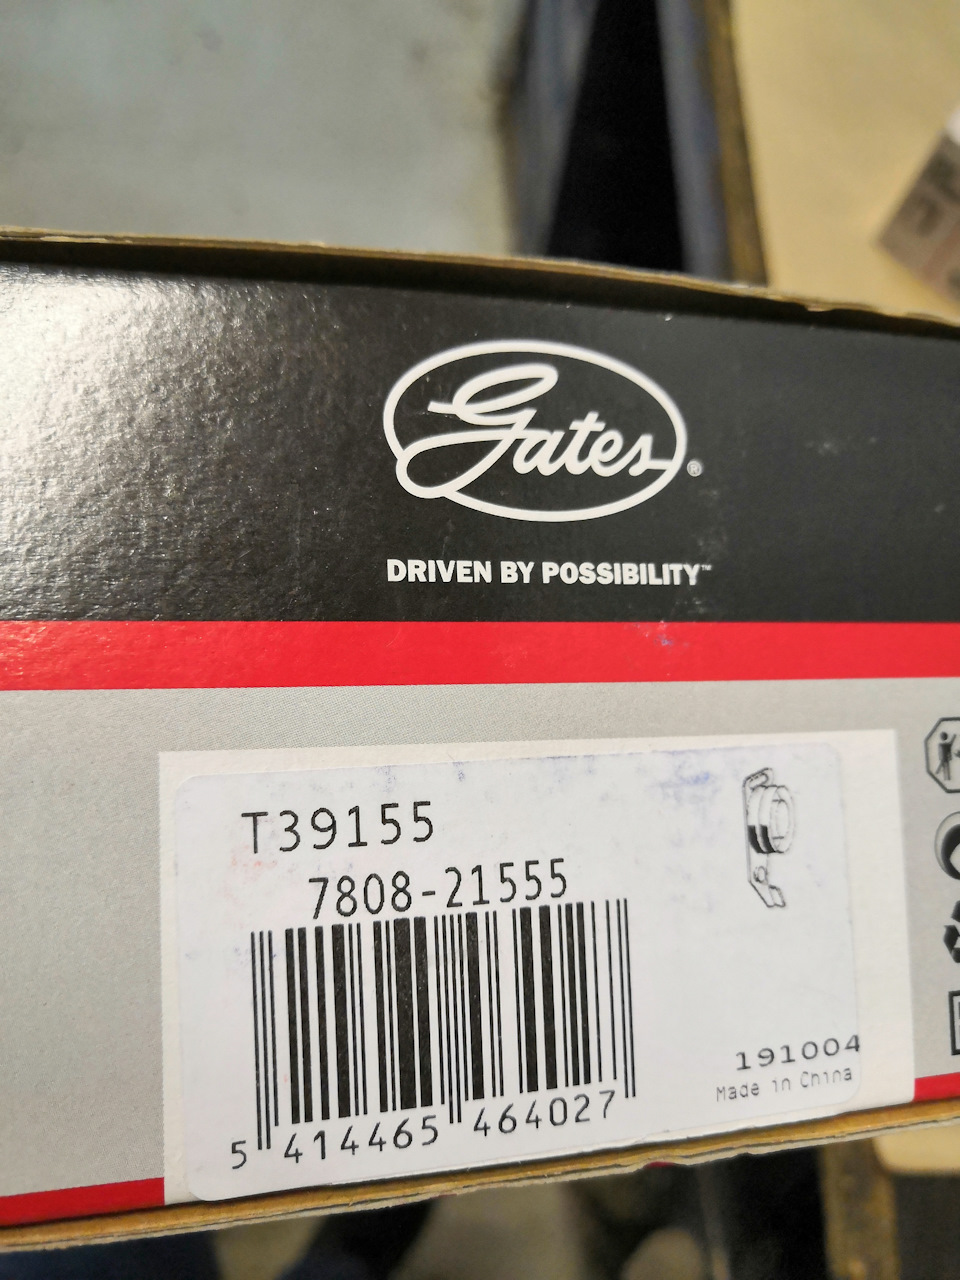 Gates®
DRIVEN BY POSSIBILITY™
T39155
7808-21555
5 414465 464027
191004
Made in China